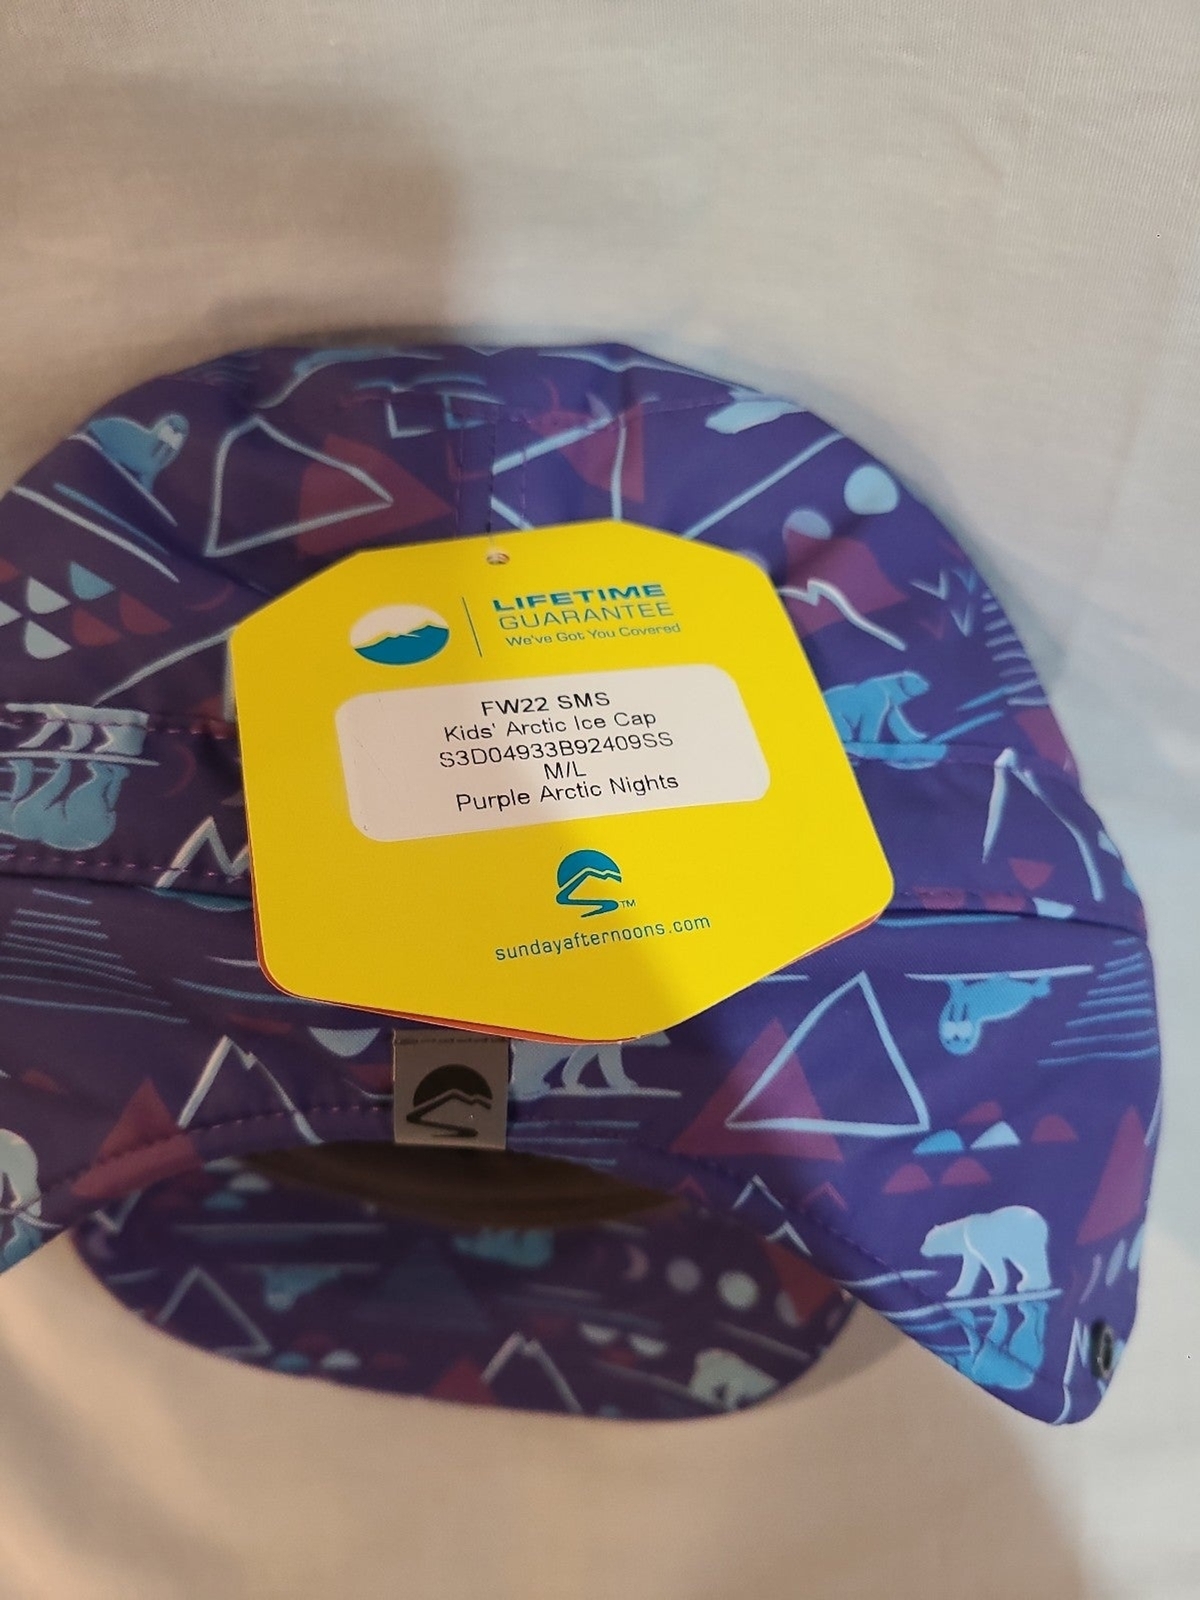 LIFETIME
GUARANTEE
We've Got You Covered
FW22 SMS
Kids' Arctic Ice Cap
S3D04933B92409SS
M/L
Purple Arctic Nights
TM
sundayafternoons.com